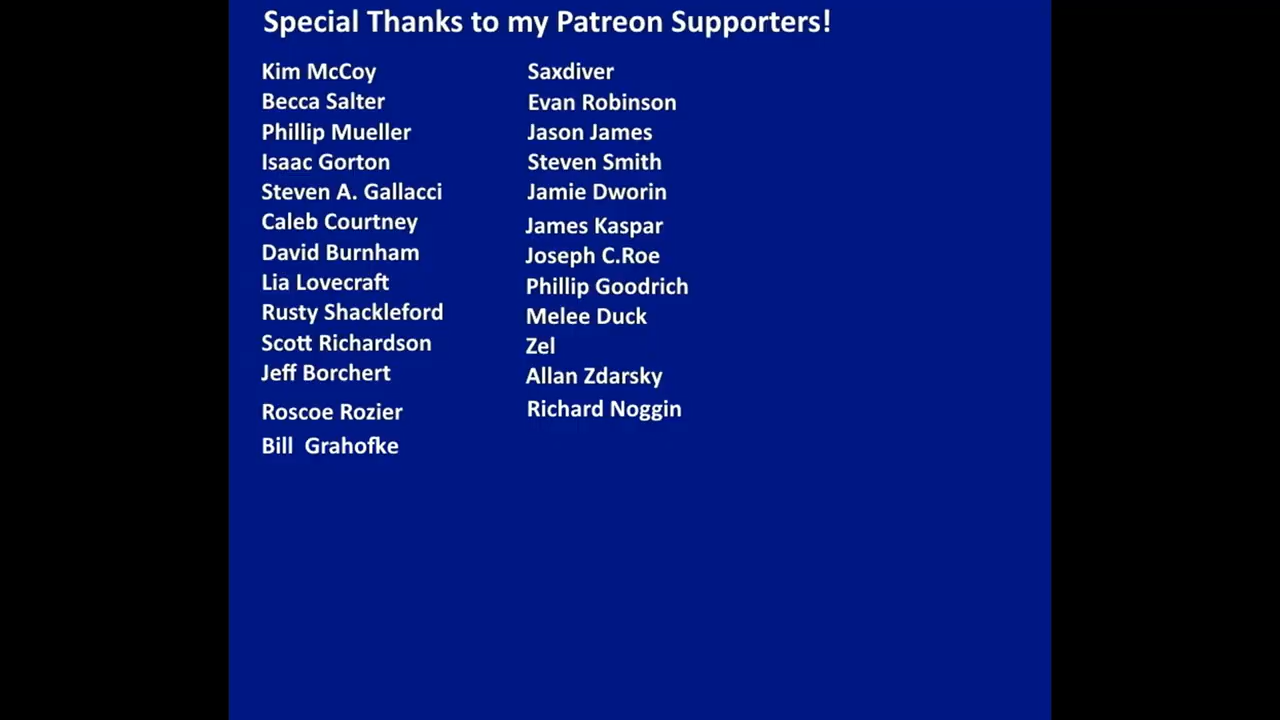 Special Thanks to my Patreon Supporters!
Kim McCoy
Becca Salter
Phillip Mueller
Isaac Gorton
Steven A. Gallacci
Caleb Courtney
David Burnham
Lia Lovecraft
Rusty Shackleford
Scott Richardson
Jeff Borchert
Roscoe Rozier
Bill  Grahofke
Saxdiver
Evan Robinson
Jason James
Steven Smith
Jamie Dworin
James Kaspar
Joseph C.Roe
Phillip Goodrich
Melee Duck
Zel
Allan Zdarsky
Richard Noggin